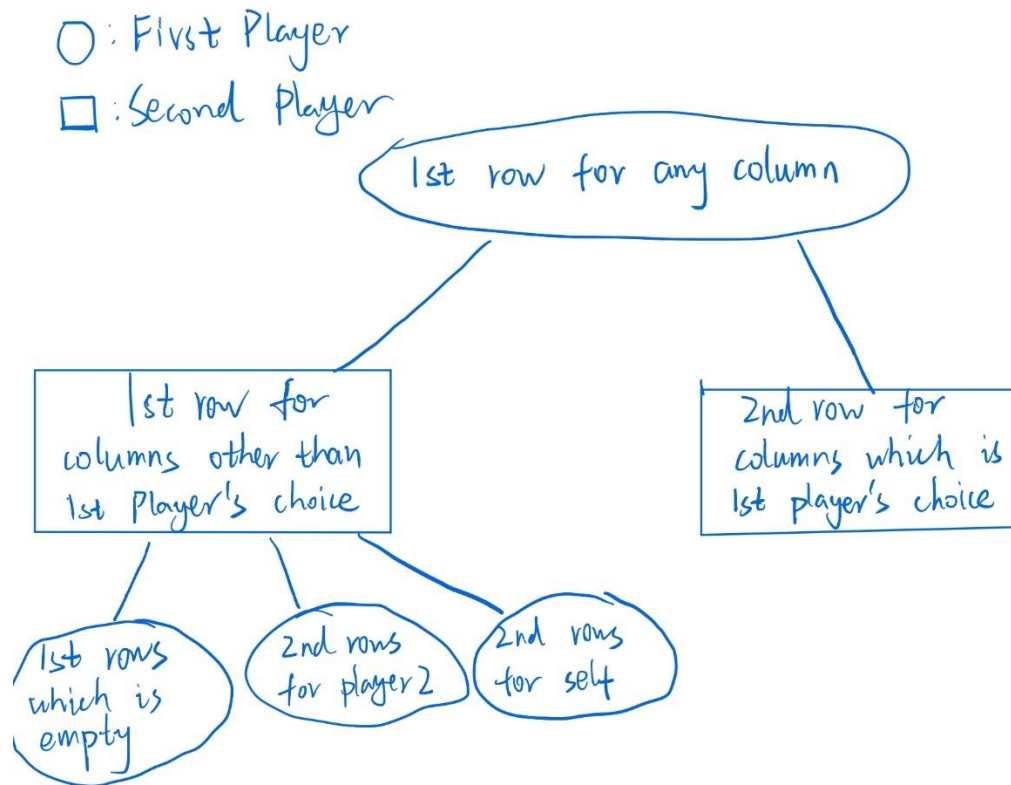 ○: First Player
□: Second Player
1st row for any column
1st row for
columns other than
1st Player's choice
2nd row for
columns which is
1st player's choice
1st rows
which is
empty
2nd rows
for player2
2nd rows
for self